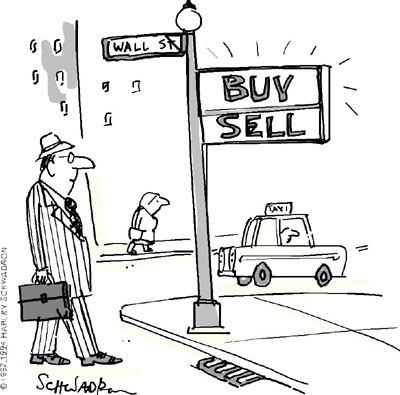 WALL ST
BUY
SELL
TAXI
SCHWADRON
© 1992, 1994 HARLEY SCHWADRON